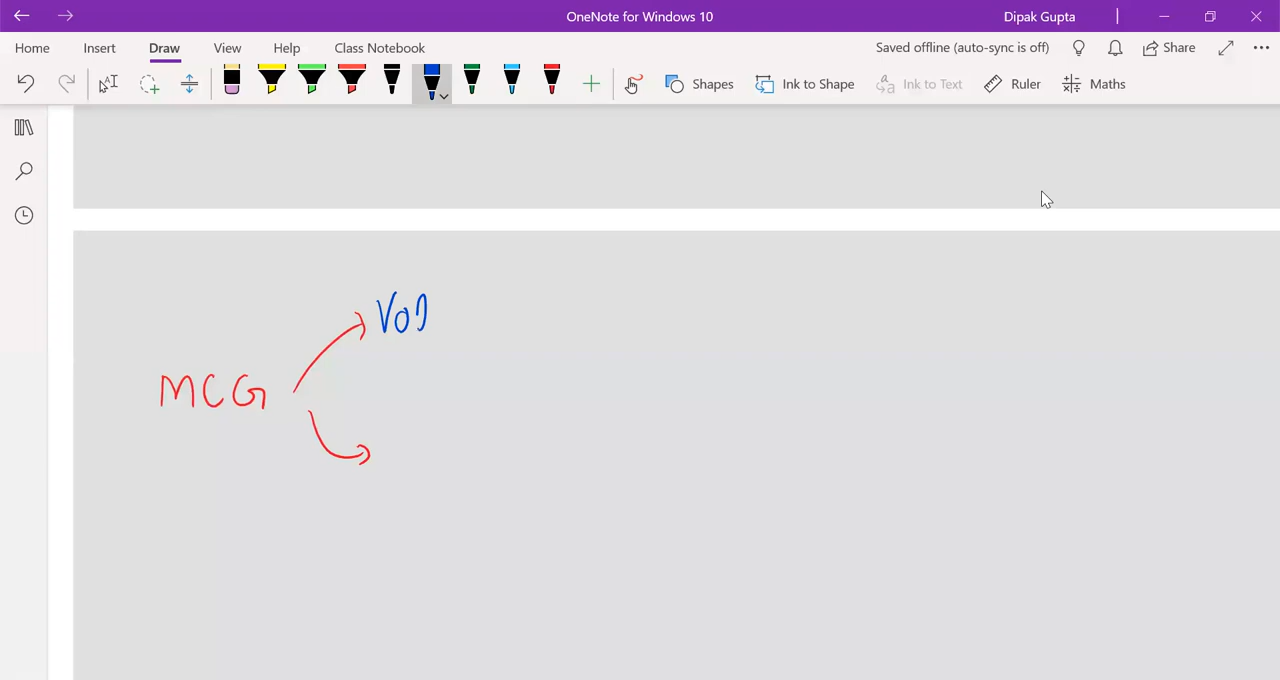 OneNote for Windows 10
Dipak Gupta
Home Insert Draw View Help Class Notebook
Saved offline (auto-sync is off)
Share
Shapes
Ink to Shape
Ink to Text
Ruler
Maths
MCG